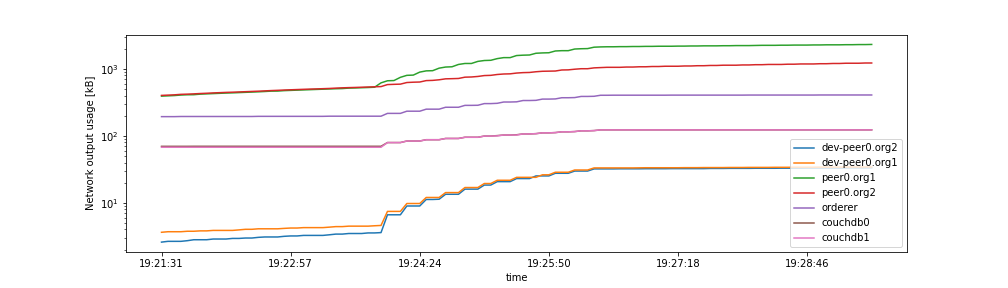 Network output usage [kB]
10³
10²
10¹
dev-peer0.org2
dev-peer0.org1
peer0.org1
peer0.org2
orderer
couchdb0
couchdb1
19:21:31 19:22:57 19:24:24 19:25:50 19:27:18 19:28:46
time